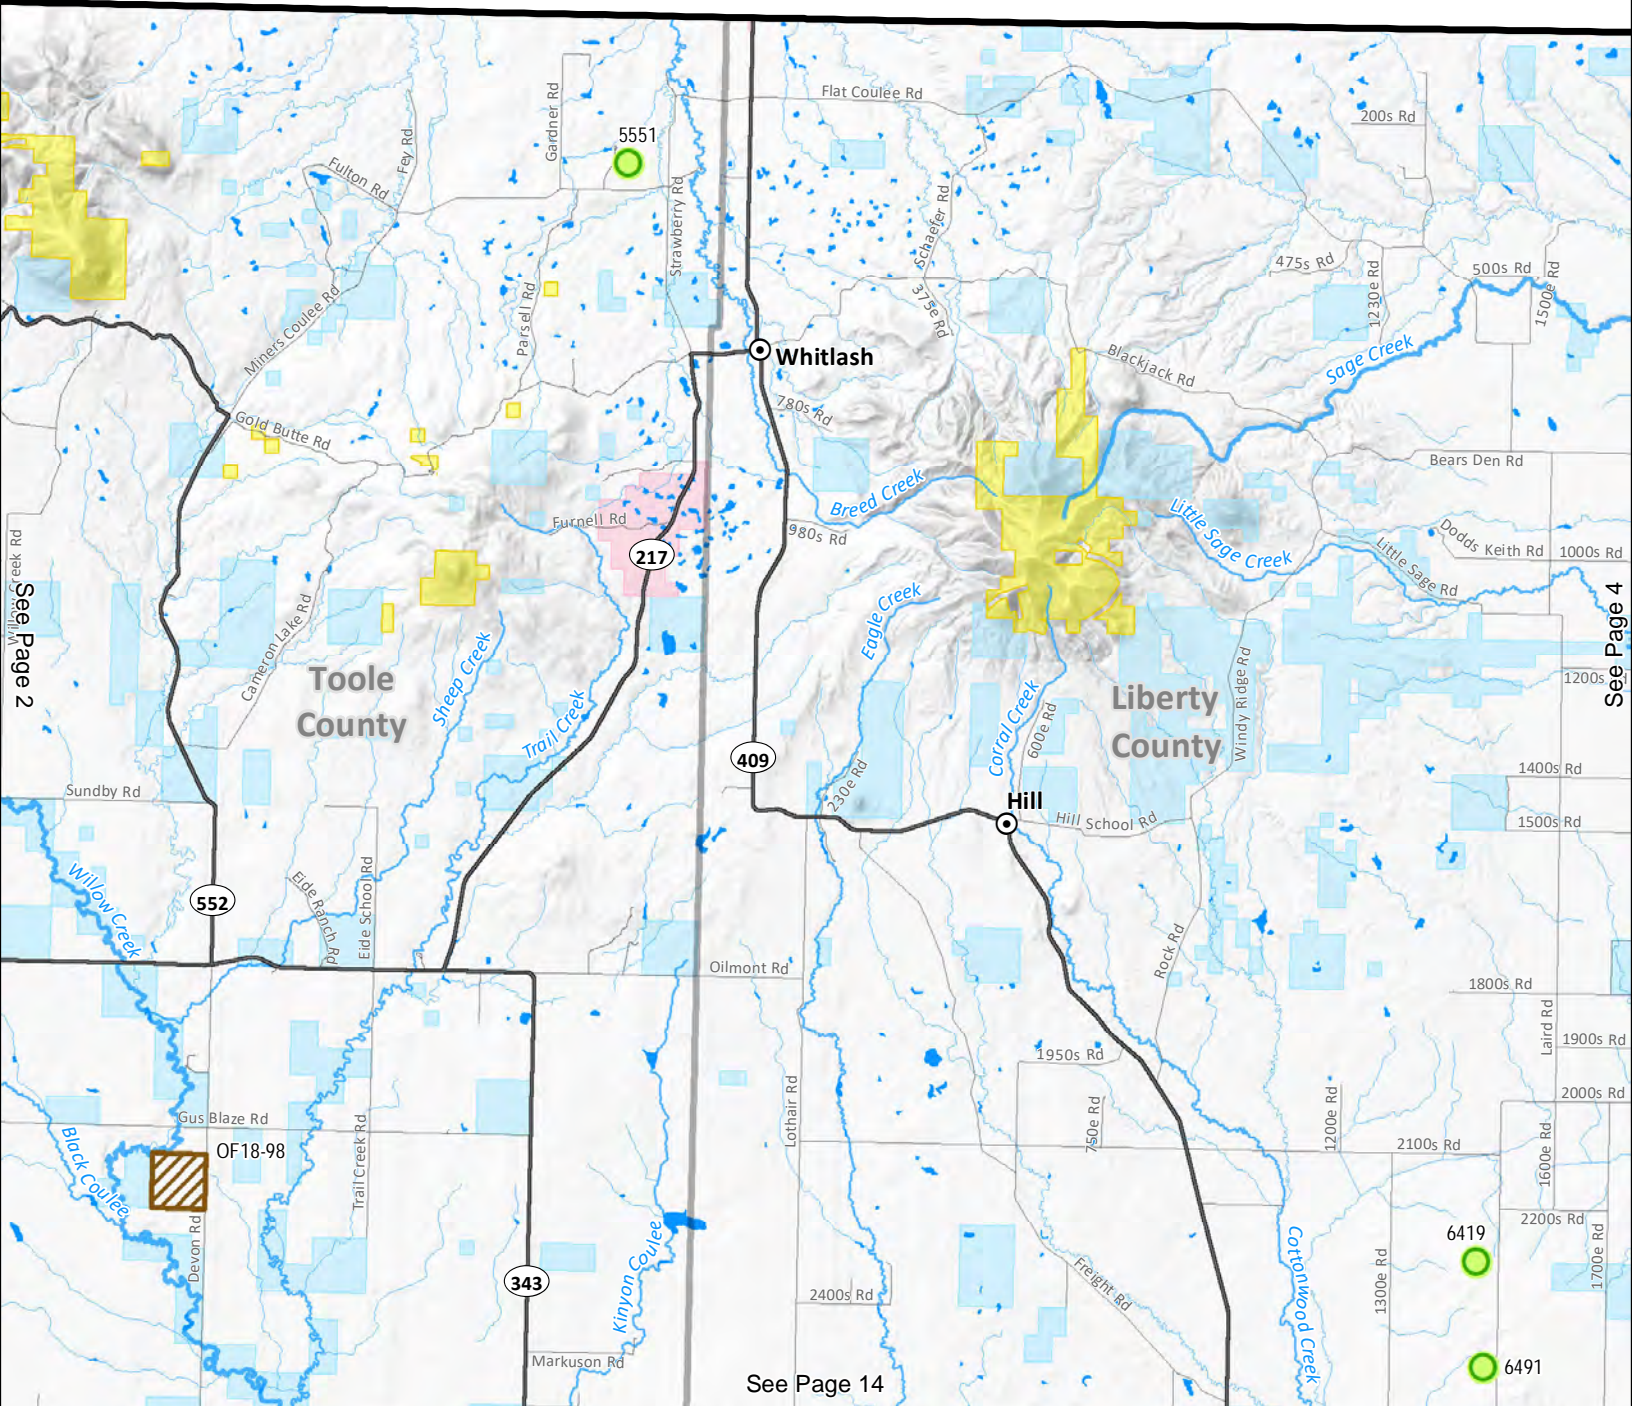 Flat Coulee Rd
200s Rd
Gardner Rd
5551
Fey Rd
Fulton Rd
Strawberry Rd
Schaefer Rd
475s Rd
1230e Rd
500s Rd
1500e Rd
375e Rd
Parsell Rd
Miners Coulee Rd
Sage Creek
Whitlash
Blackjack Rd
780s Rd
Gold Butte Rd
Bears Den Rd
Breed Creek
Furnell Rd
980s Rd
Little Sage Creek
Dodds
Keith Rd
1000s Rd
217
Little Sage Rd
See Page 2
See Page 4
Cameron Lake Rd
Eagle Creek
Sheep Creek
Toole
County
Trail Creek
Corral Creek
600e Rd
Liberty
County
Windy Ridge Rd
1200s
409
230e Rd
1400s Rd
Sundby Rd
Hill
Hill School Rd
1500s Rd
Willow Creek
552
Eide Ranch Rd
Eide School Rd
Rock Rd
Oilmont Rd
1800s Rd
Laird Rd
1900s Rd
1950s Rd
2000s Rd
Gus Blaze Rd
Lothair Rd
750e Rd
1200e Rd
2100s Rd
1600e Rd
Black Coulee
OF18-98
Trail Creek Rd
2200s Rd
6419
Devon Rd
Kinyon Coulee
343
2400s Rd
Freight Rd
Cottonwood Creek
1300e Rd
1700e Rd
Markuson Rd
See Page 14
6491